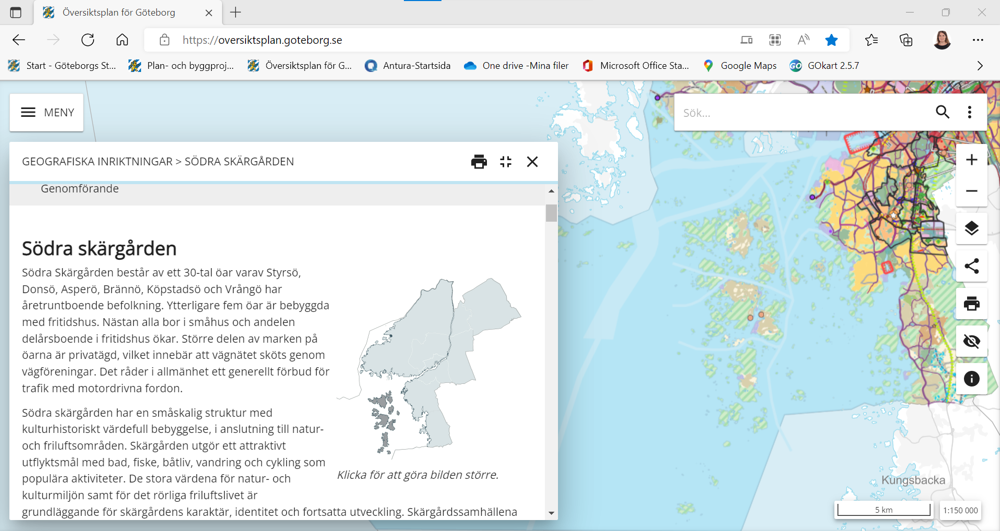 Översiktsplan för Göteborg
https://oversiktsplan.goteborg.se
Start - Göteborgs St...
Plan- och byggproj...
Översiktsplan för G...
Antura-Startsida
One drive -Mina filer
Microsoft Office Sta...
Google Maps
GO
GOkart 2.5.7
MENY
Sök...
GEOGRAFISKA INRIKTNINGAR > SÖDRA SKÄRGÅRDEN
Genomförande
Södra skärgården
Södra Skärgården består av ett 30-tal öar varav Styrsö,
Donsö, Asperö, Brännö, Köpstadsö och Vrångö har
åretruntboende befolkning. Ytterligare fem öar är bebyggda
med fritidshus. Nästan alla bor i småhus och andelen
delårsboende i fritidshus ökar. Större delen av marken på
öarna är privatägd, vilket innebär att vägnätet sköts genom
vägföreningar. Det råder i allmänhet ett generellt förbud för
trafik med motordrivna fordon.
Södra skärgården har en småskalig struktur med
kulturhistoriskt värdefull bebyggelse, i anslutning till natur-
och friluftsområden. Skärgården utgör ett attraktivt
utflyktsmål med bad, fiske, båtliv, vandring och cykling som
populära aktiviteter. De stora värdena för natur- och
kulturmiljön samt för det rörliga friluftslivet är
grundläggande för skärgårdens karaktär, identitet och fortsatta utveckling. Skärgårdssamhällena
Klicka för att göra bilden större.
Kungsbacka
5 km
1:150 000